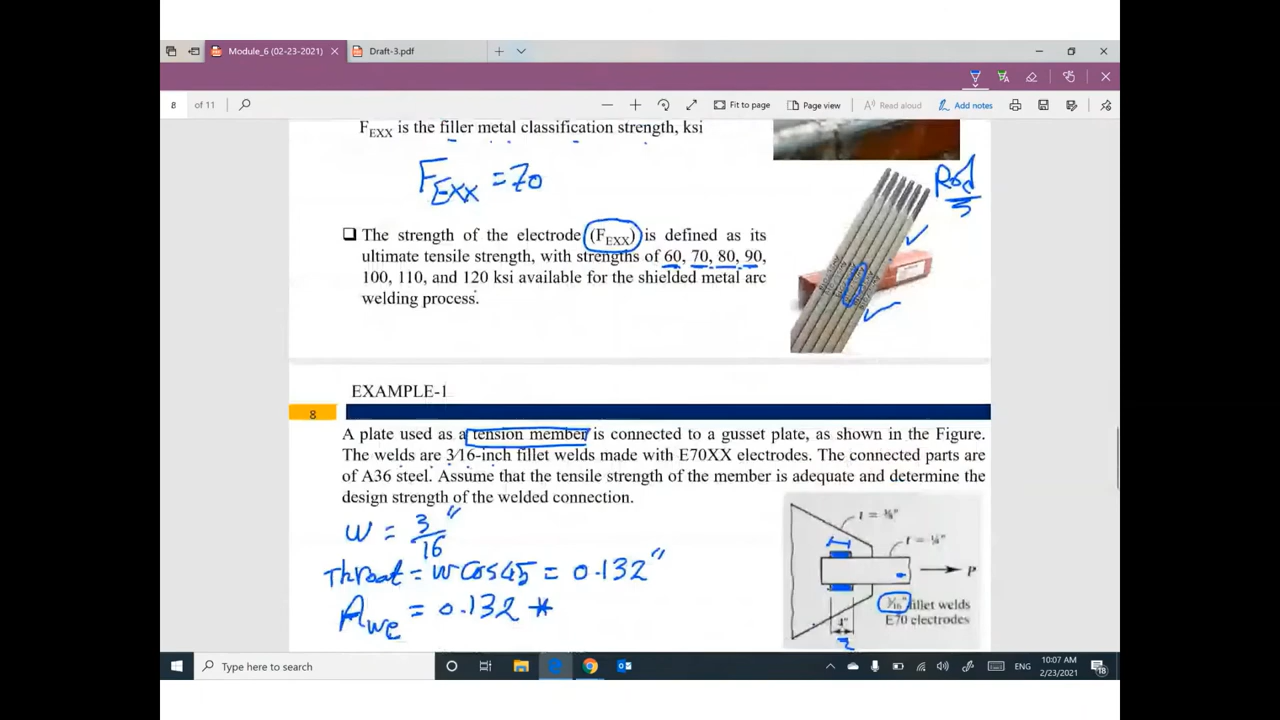 Module_6 (02-23-2021)
Draft-3.pdf
8 of 11
Fit to page
Page view
Read aloud
Add notes
F_EXX is the filler metal classification strength, ksi
F_EXX = 70
Rod
❑ The strength of the electrode (F_EXX) is defined as its
ultimate tensile strength, with strengths of 60, 70, 80, 90,
100, 110, and 120 ksi available for the shielded metal arc
welding process.
EXAMPLE-1
8
A plate used as a tension member is connected to a gusset plate, as shown in the Figure.
The welds are 3⁄16-inch fillet welds made with E70XX electrodes. The connected parts are
of A36 steel. Assume that the tensile strength of the member is adequate and determine the
design strength of the welded connection.
w = 3/16"
Throat = w Cos 45 = 0.132"
A_we = 0.132 *
t = 3/8"
t = 1/4"
P
3/16" fillet welds
E70 electrodes
4"
Type here to search
ENG
10:07 AM
2/23/2021
18